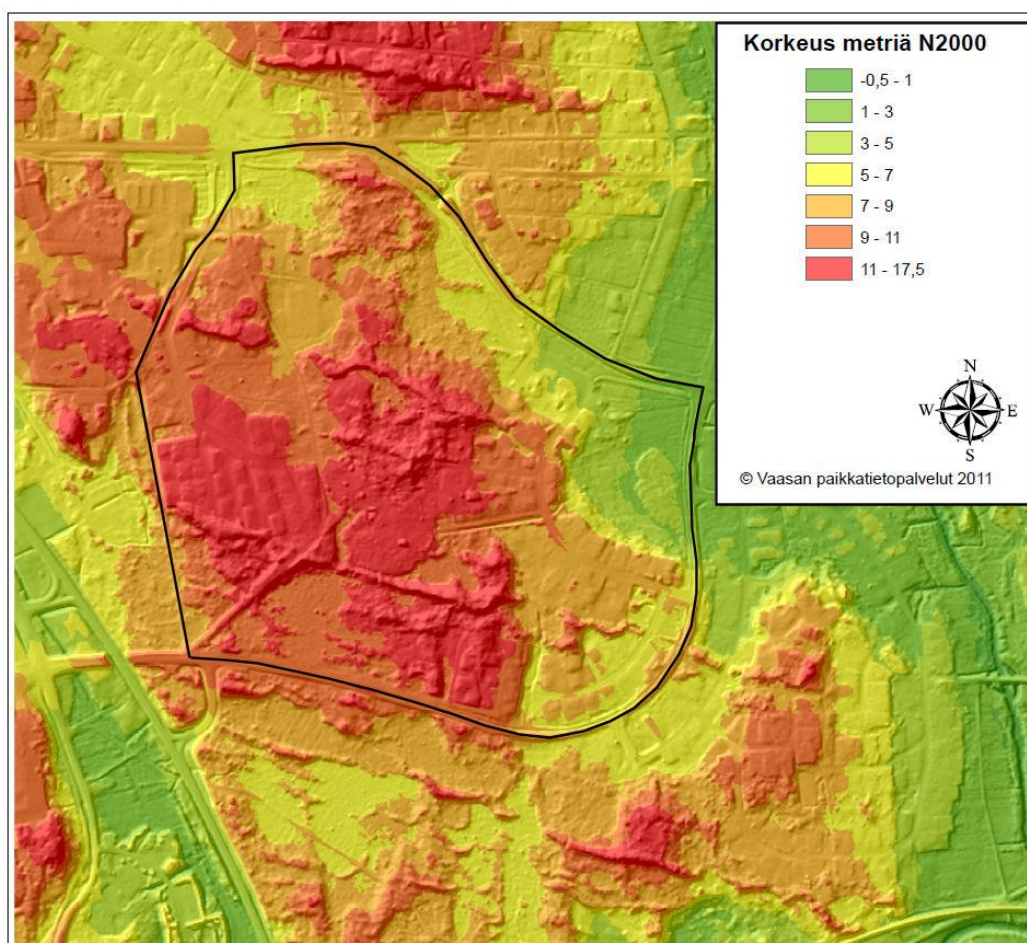 Korkeus metriä N2000
-0,5 - 1
1 - 3
3 - 5
5 - 7
7 - 9
9 - 11
11 - 17,5
N
W E
S
© Vaasan paikkatietopalvelut 2011